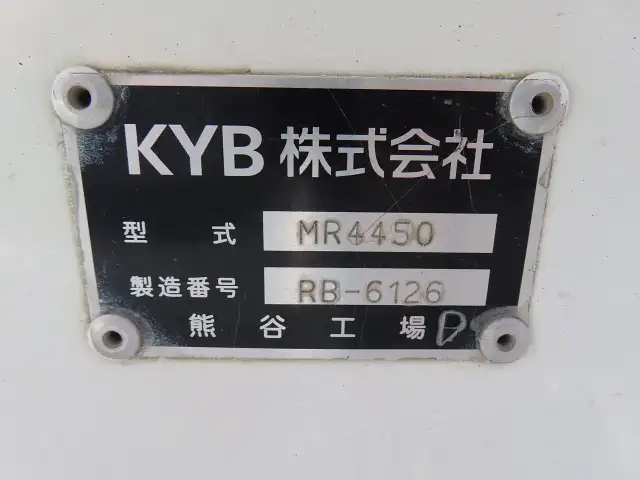 KYB 株式会社
型式 MR4450
製造番号 RB-6126
熊谷工場 P